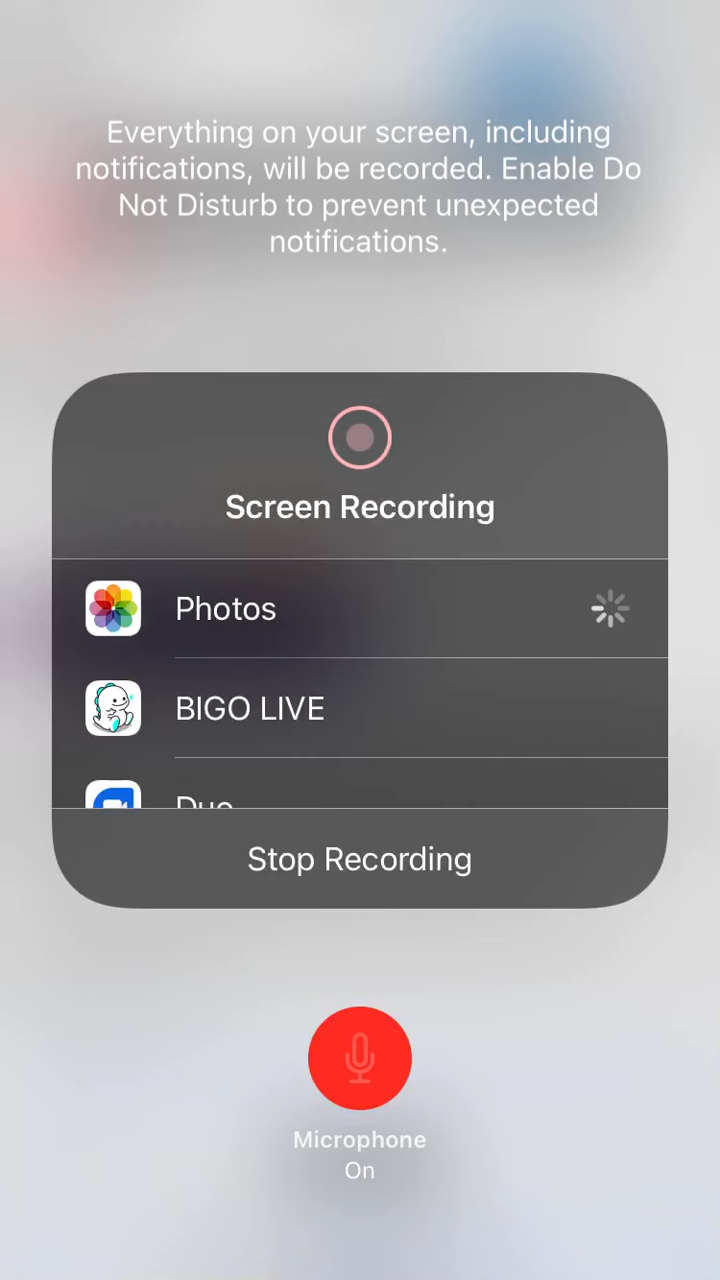 Everything on your screen, including
notifications, will be recorded. Enable Do
Not Disturb to prevent unexpected
notifications.
Screen Recording
Photos
BIGO LIVE
Duo
Stop Recording
Microphone
On